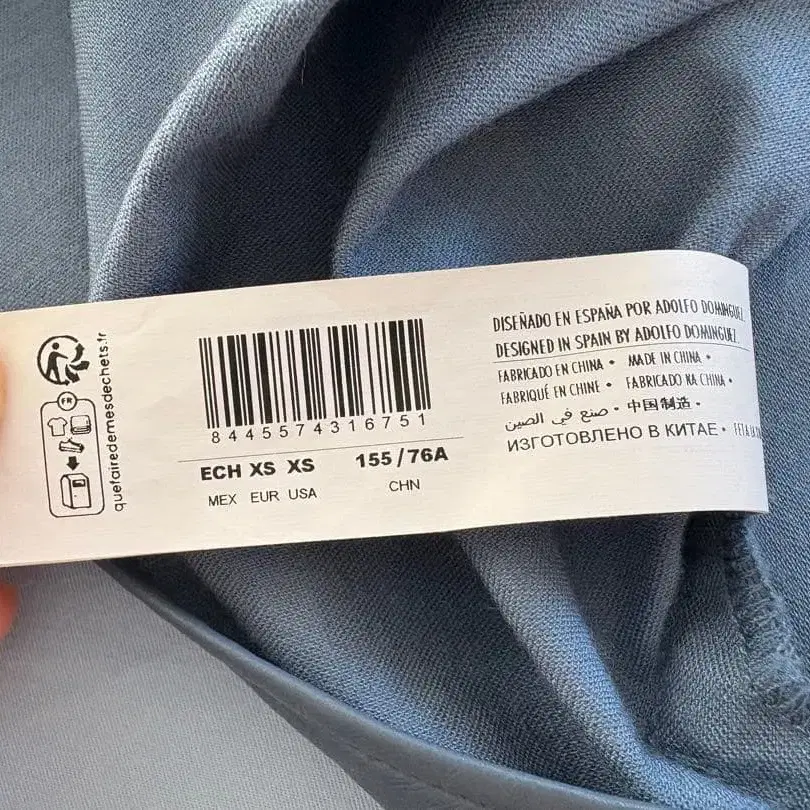 FR
quefairedemesdechets.fr
8445574316751
ECH XS XS 155/76A
MEX EUR USA CHN
DISEÑADO EN ESPAÑA POR ADOLFO DOMINGUEZ.
DESIGNED IN SPAIN BY ADOLFO DOMINGUEZ.
FABRICADO EN CHINA • MADE IN CHINA •
FABRIQUÉ EN CHINE • FABRICADO NA CHINA •
صنع في الصين • 中国制造 •
ИЗГОТОВЛЕНО В КИТАЕ •